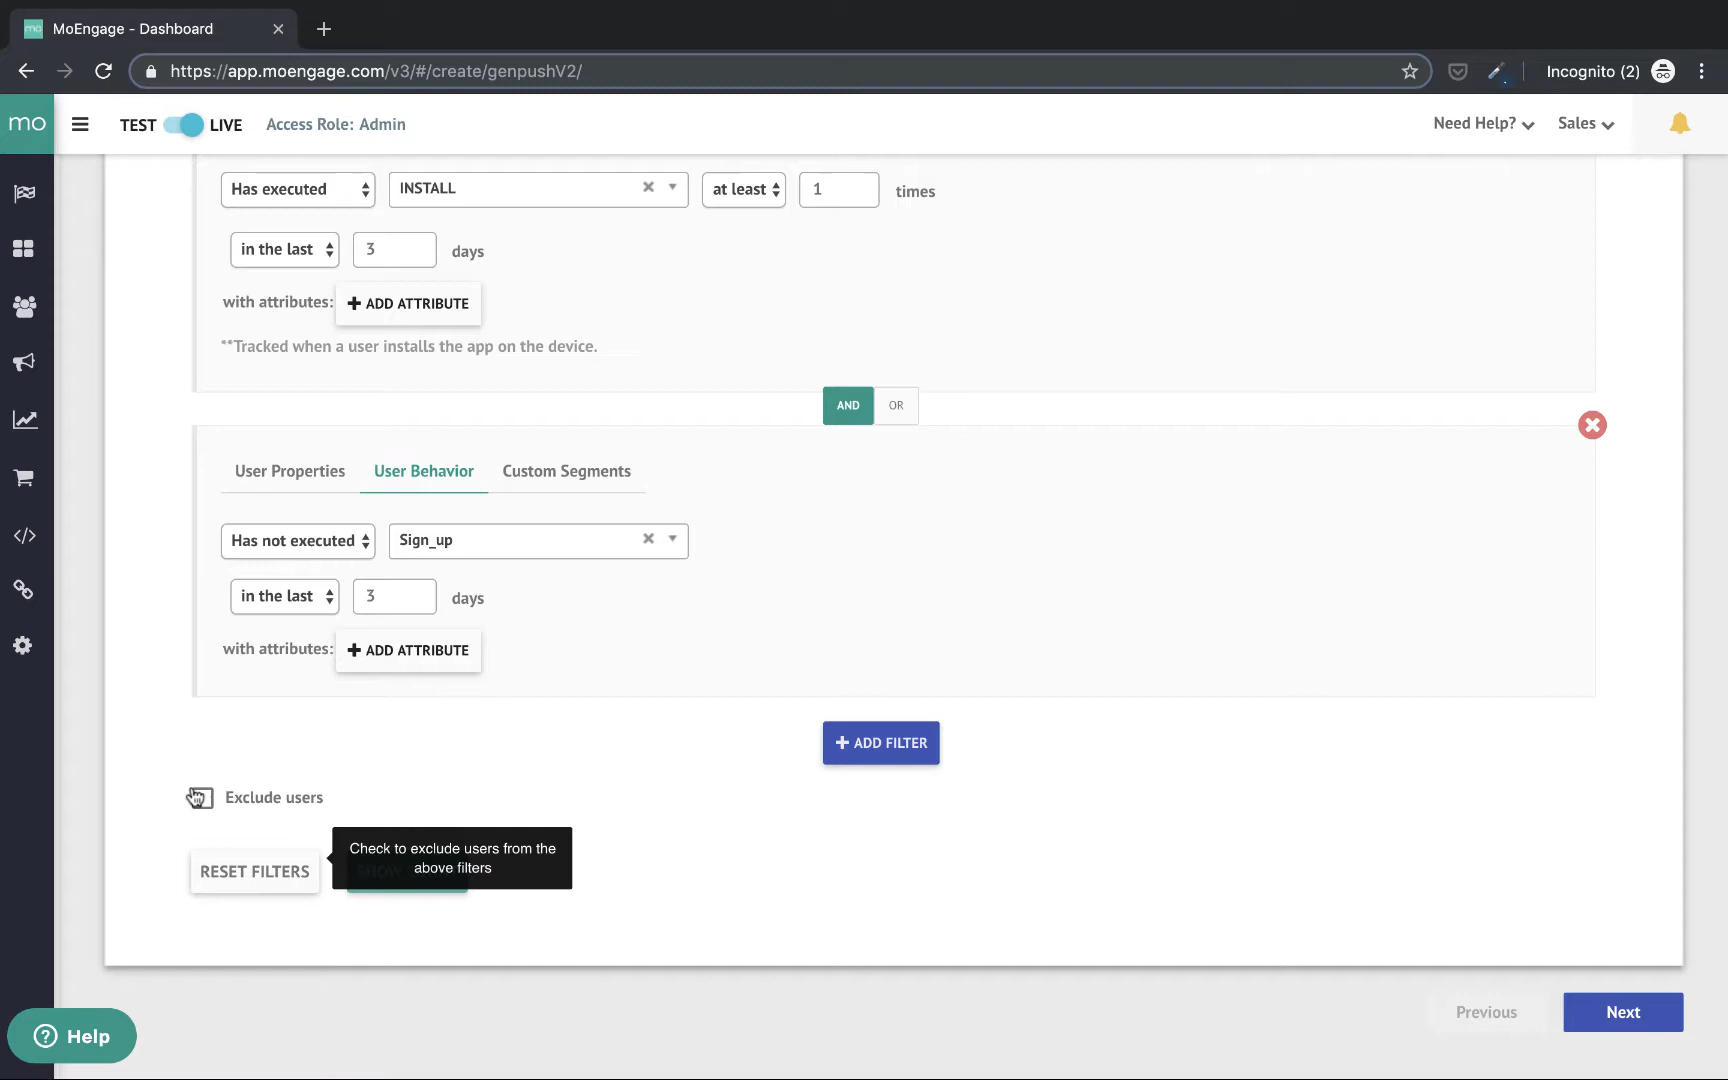 mo MoEngage - Dashboard
https://app.moengage.com/v3/#/create/genpushV2/
Incognito (2)
mo
TEST LIVE Access Role: Admin
Need Help? Sales
Has executed INSTALL at least 1 times
in the last 3 days
with attributes: + ADD ATTRIBUTE
**Tracked when a user installs the app on the device.
AND OR
User Properties User Behavior Custom Segments
Has not executed Sign_up
in the last 3 days
with attributes: + ADD ATTRIBUTE
+ ADD FILTER
Exclude users
Check to exclude users from the
above filters
RESET FILTERS
Previous Next
Help